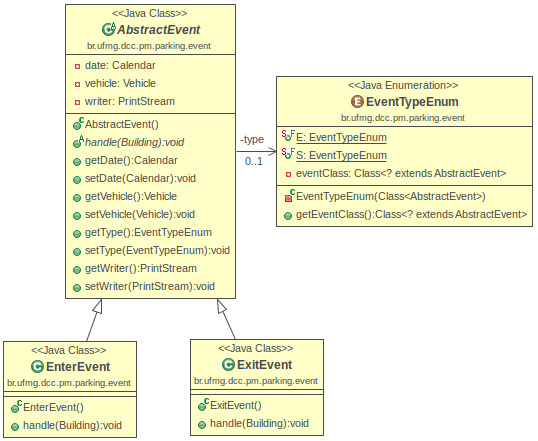 <<Java Class>>
AbstractEvent
br.ufmg.dcc.pm.parking.event
date: Calendar
vehicle: Vehicle
writer: PrintStream
AbstractEvent()
handle(Building):void
getDate():Calendar
setDate(Calendar):void
getVehicle():Vehicle
setVehicle(Vehicle):void
getType():EventTypeEnum
setType(EventTypeEnum):void
getWriter():PrintStream
setWriter(PrintStream):void
-type
0..1
<<Java Enumeration>>
EventTypeEnum
br.ufmg.dcc.pm.parking.event
E: EventTypeEnum
S: EventTypeEnum
eventClass: Class<? extends AbstractEvent>
EventTypeEnum(Class<AbstractEvent>)
getEventClass():Class<? extends AbstractEvent>
<<Java Class>>
EnterEvent
br.ufmg.dcc.pm.parking.event
EnterEvent()
handle(Building):void
<<Java Class>>
ExitEvent
br.ufmg.dcc.pm.parking.event
ExitEvent()
handle(Building):void